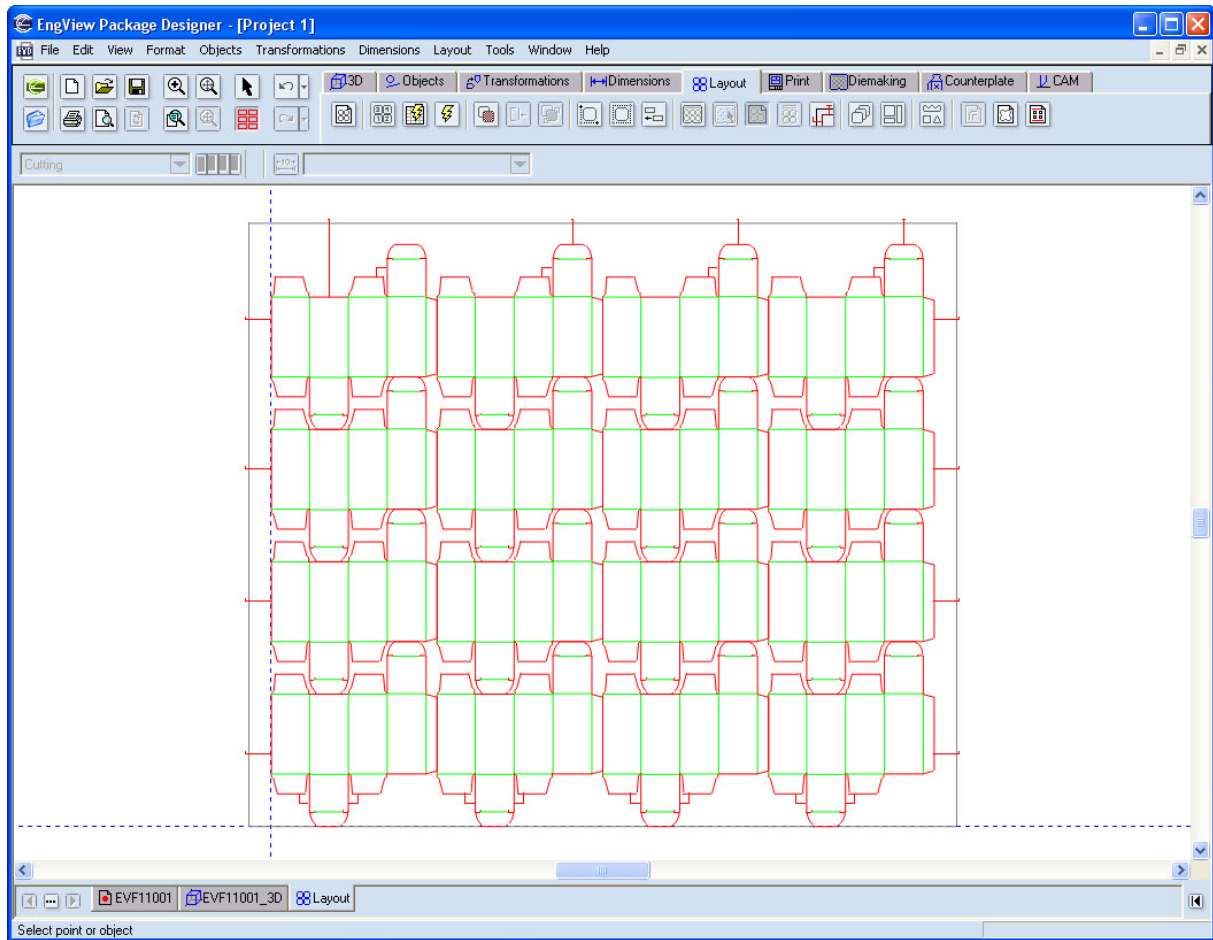 EngView Package Designer - [Project 1]
File Edit View Format Objects Transformations Dimensions Layout Tools Window Help
3D Objects Transformations Dimensions Layout Print Diemaking Counterplate CAM
Cutting
EVF11001 EVF11001_3D Layout
Select point or object